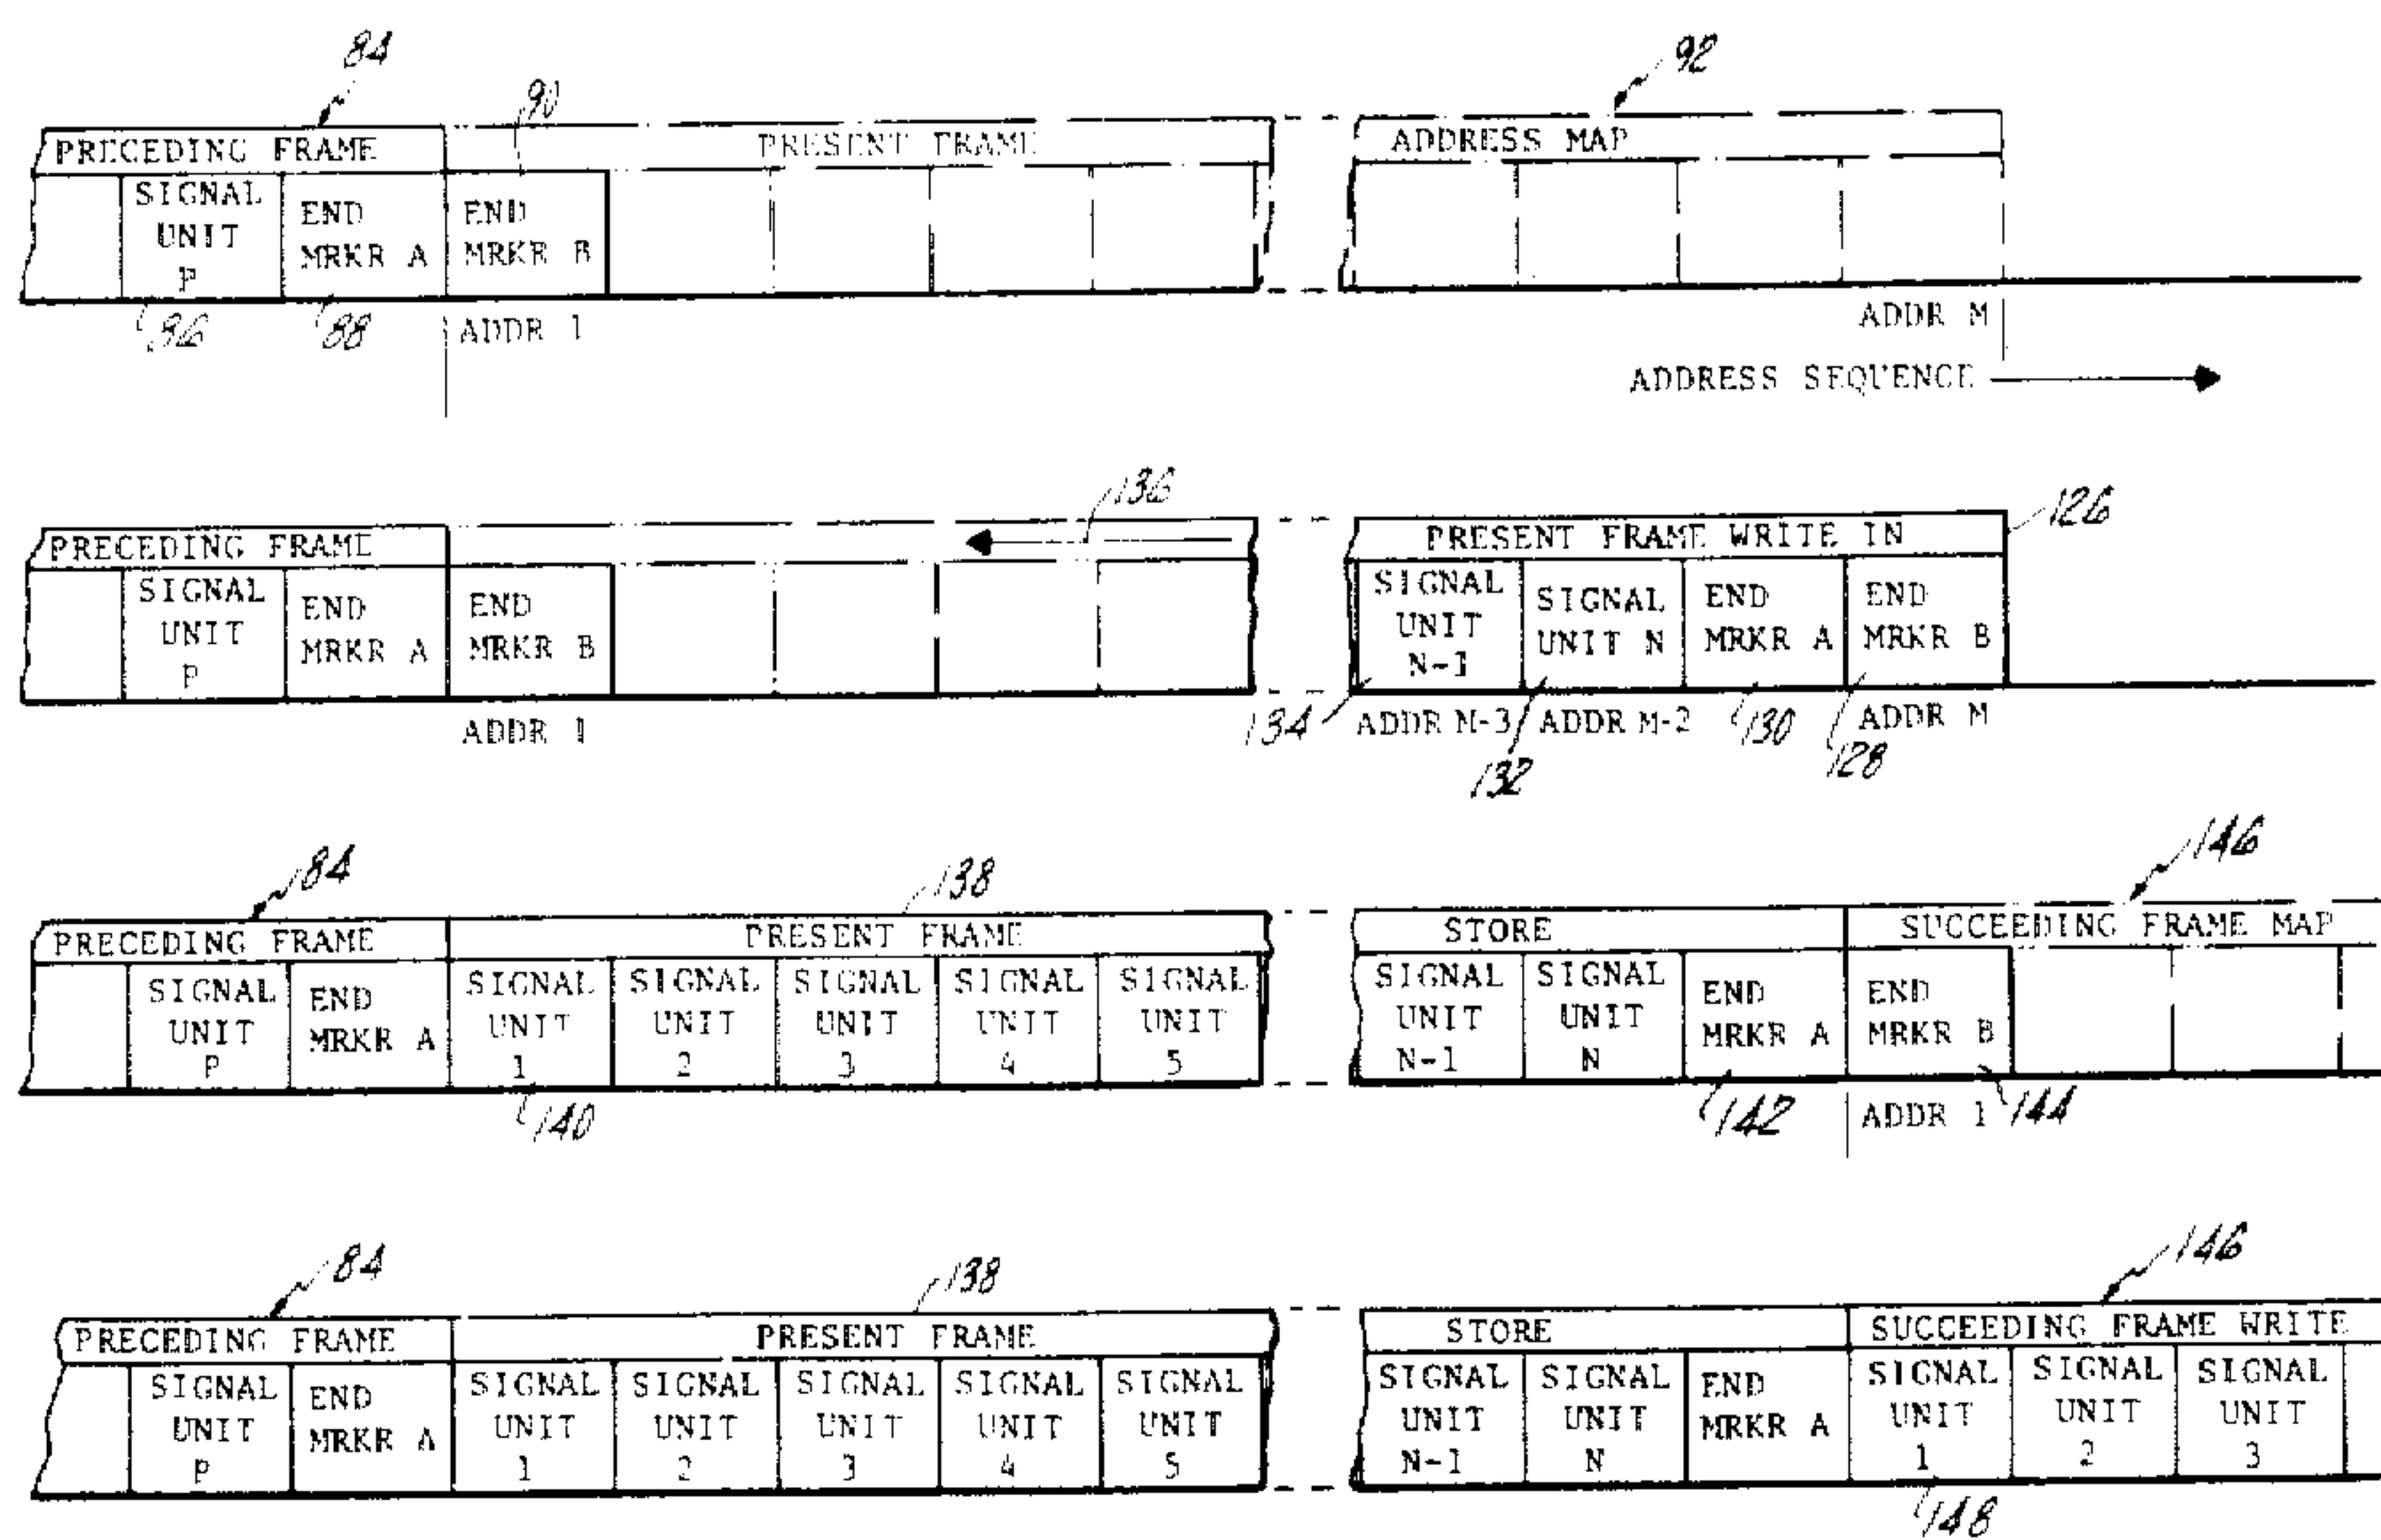 84
90
92
PRECEDING FRAME
PRESENT FRAME
ADDRESS MAP
SIGNAL UNIT P
END MRKR A
END MRKR B
86
88
ADDR 1
ADDR M
ADDRESS SEQUENCE
136
126
PRECEDING FRAME
PRESENT FRAME WRITE IN
SIGNAL UNIT P
END MRKR A
END MRKR B
SIGNAL UNIT N-1
SIGNAL UNIT N
END MRKR A
END MRKR B
ADDR 1
134
ADDR M-3
ADDR M-2
130
ADDR M
132
128
84
138
146
PRECEDING FRAME
PRESENT FRAME
STORE
SUCCEEDING FRAME MAP
SIGNAL UNIT P
END MRKR A
SIGNAL UNIT 1
SIGNAL UNIT 2
SIGNAL UNIT 3
SIGNAL UNIT 4
SIGNAL UNIT 5
SIGNAL UNIT N-1
SIGNAL UNIT N
END MRKR A
END MRKR B
140
142
ADDR 1
144
84
138
146
PRECEDING FRAME
PRESENT FRAME
STORE
SUCCEEDING FRAME WRITE
SIGNAL UNIT P
END MRKR A
SIGNAL UNIT 1
SIGNAL UNIT 2
SIGNAL UNIT 3
SIGNAL UNIT 4
SIGNAL UNIT 5
SIGNAL UNIT N-1
SIGNAL UNIT N
END MRKR A
SIGNAL UNIT 1
SIGNAL UNIT 2
SIGNAL UNIT 3
148